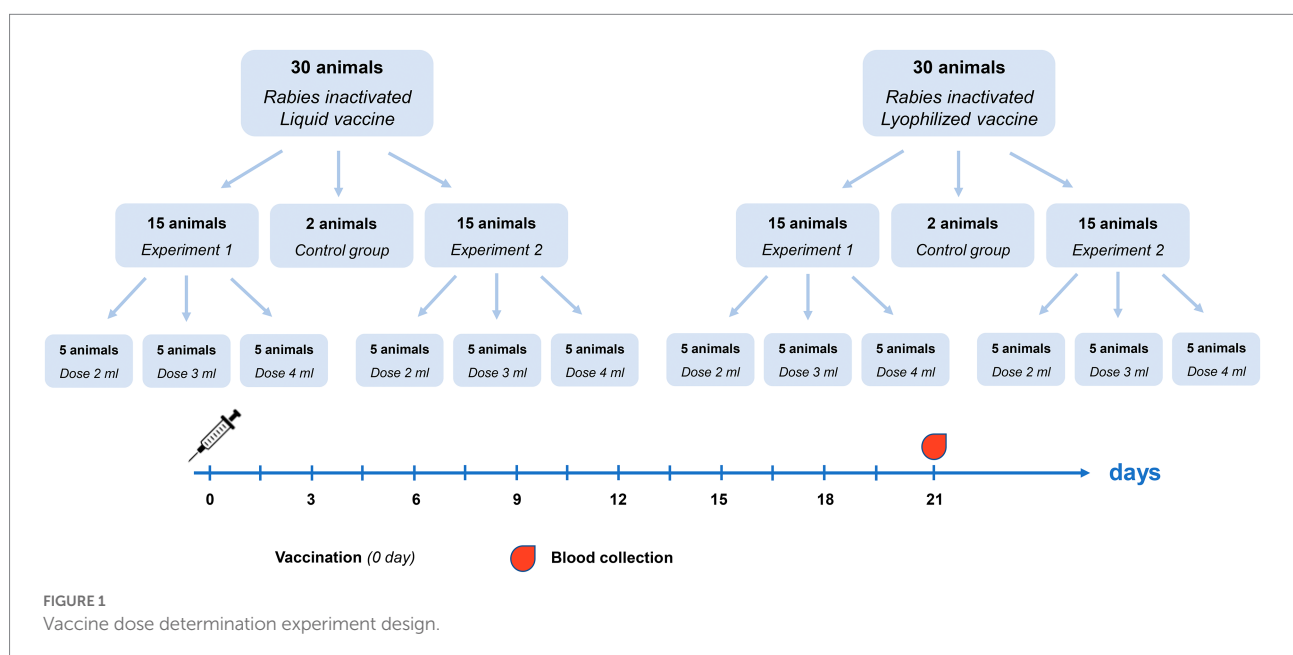 30 animals
Rabies inactivated
Liquid vaccine
30 animals
Rabies inactivated
Lyophilized vaccine
15 animals
Experiment 1
2 animals
Control group
15 animals
Experiment 2
15 animals
Experiment 1
2 animals
Control group
15 animals
Experiment 2
5 animals
Dose 2 ml
5 animals
Dose 3 ml
5 animals
Dose 4 ml
5 animals
Dose 2 ml
5 animals
Dose 3 ml
5 animals
Dose 4 ml
5 animals
Dose 2 ml
5 animals
Dose 3 ml
5 animals
Dose 4 ml
5 animals
Dose 2 ml
5 animals
Dose 3 ml
5 animals
Dose 4 ml
days
0 3 6 9 12 15 18 21
Vaccination (0 day)
Blood collection
FIGURE 1
Vaccine dose determination experiment design.